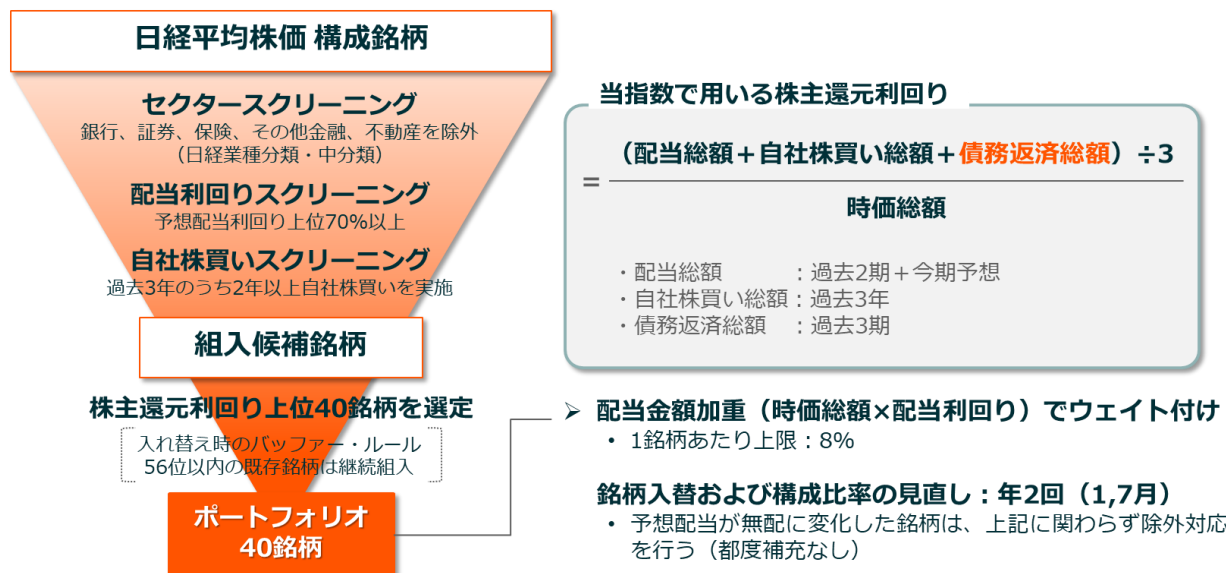 日経平均株価 構成銘柄
セクタースクリーニング
銀行、証券、保険、その他金融、不動産を除外
（日経業種分類・中分類）
配当利回りスクリーニング
予想配当利回り上位70%以上
自社株買いスクリーニング
過去3年のうち2年以上自社株買いを実施
組入候補銘柄
株主還元利回り上位40銘柄を選定
入れ替え時のバッファー・ルール
56位以内の既存銘柄は継続組入
ポートフォリオ
40銘柄
当指数で用いる株主還元利回り
（配当総額＋自社株買い総額＋債務返済総額）÷3
=
時価総額
・配当総額　　　：過去2期＋今期予想
・自社株買い総額：過去3年
・債務返済総額　：過去3期
➢ 配当金額加重（時価総額×配当利回り）でウェイト付け
• 1銘柄あたり上限：8%
銘柄入替および構成比率の見直し：年2回（1,7月）
• 予想配当が無配に変化した銘柄は、上記に関わらず除外対応
を行う（都度補充なし）